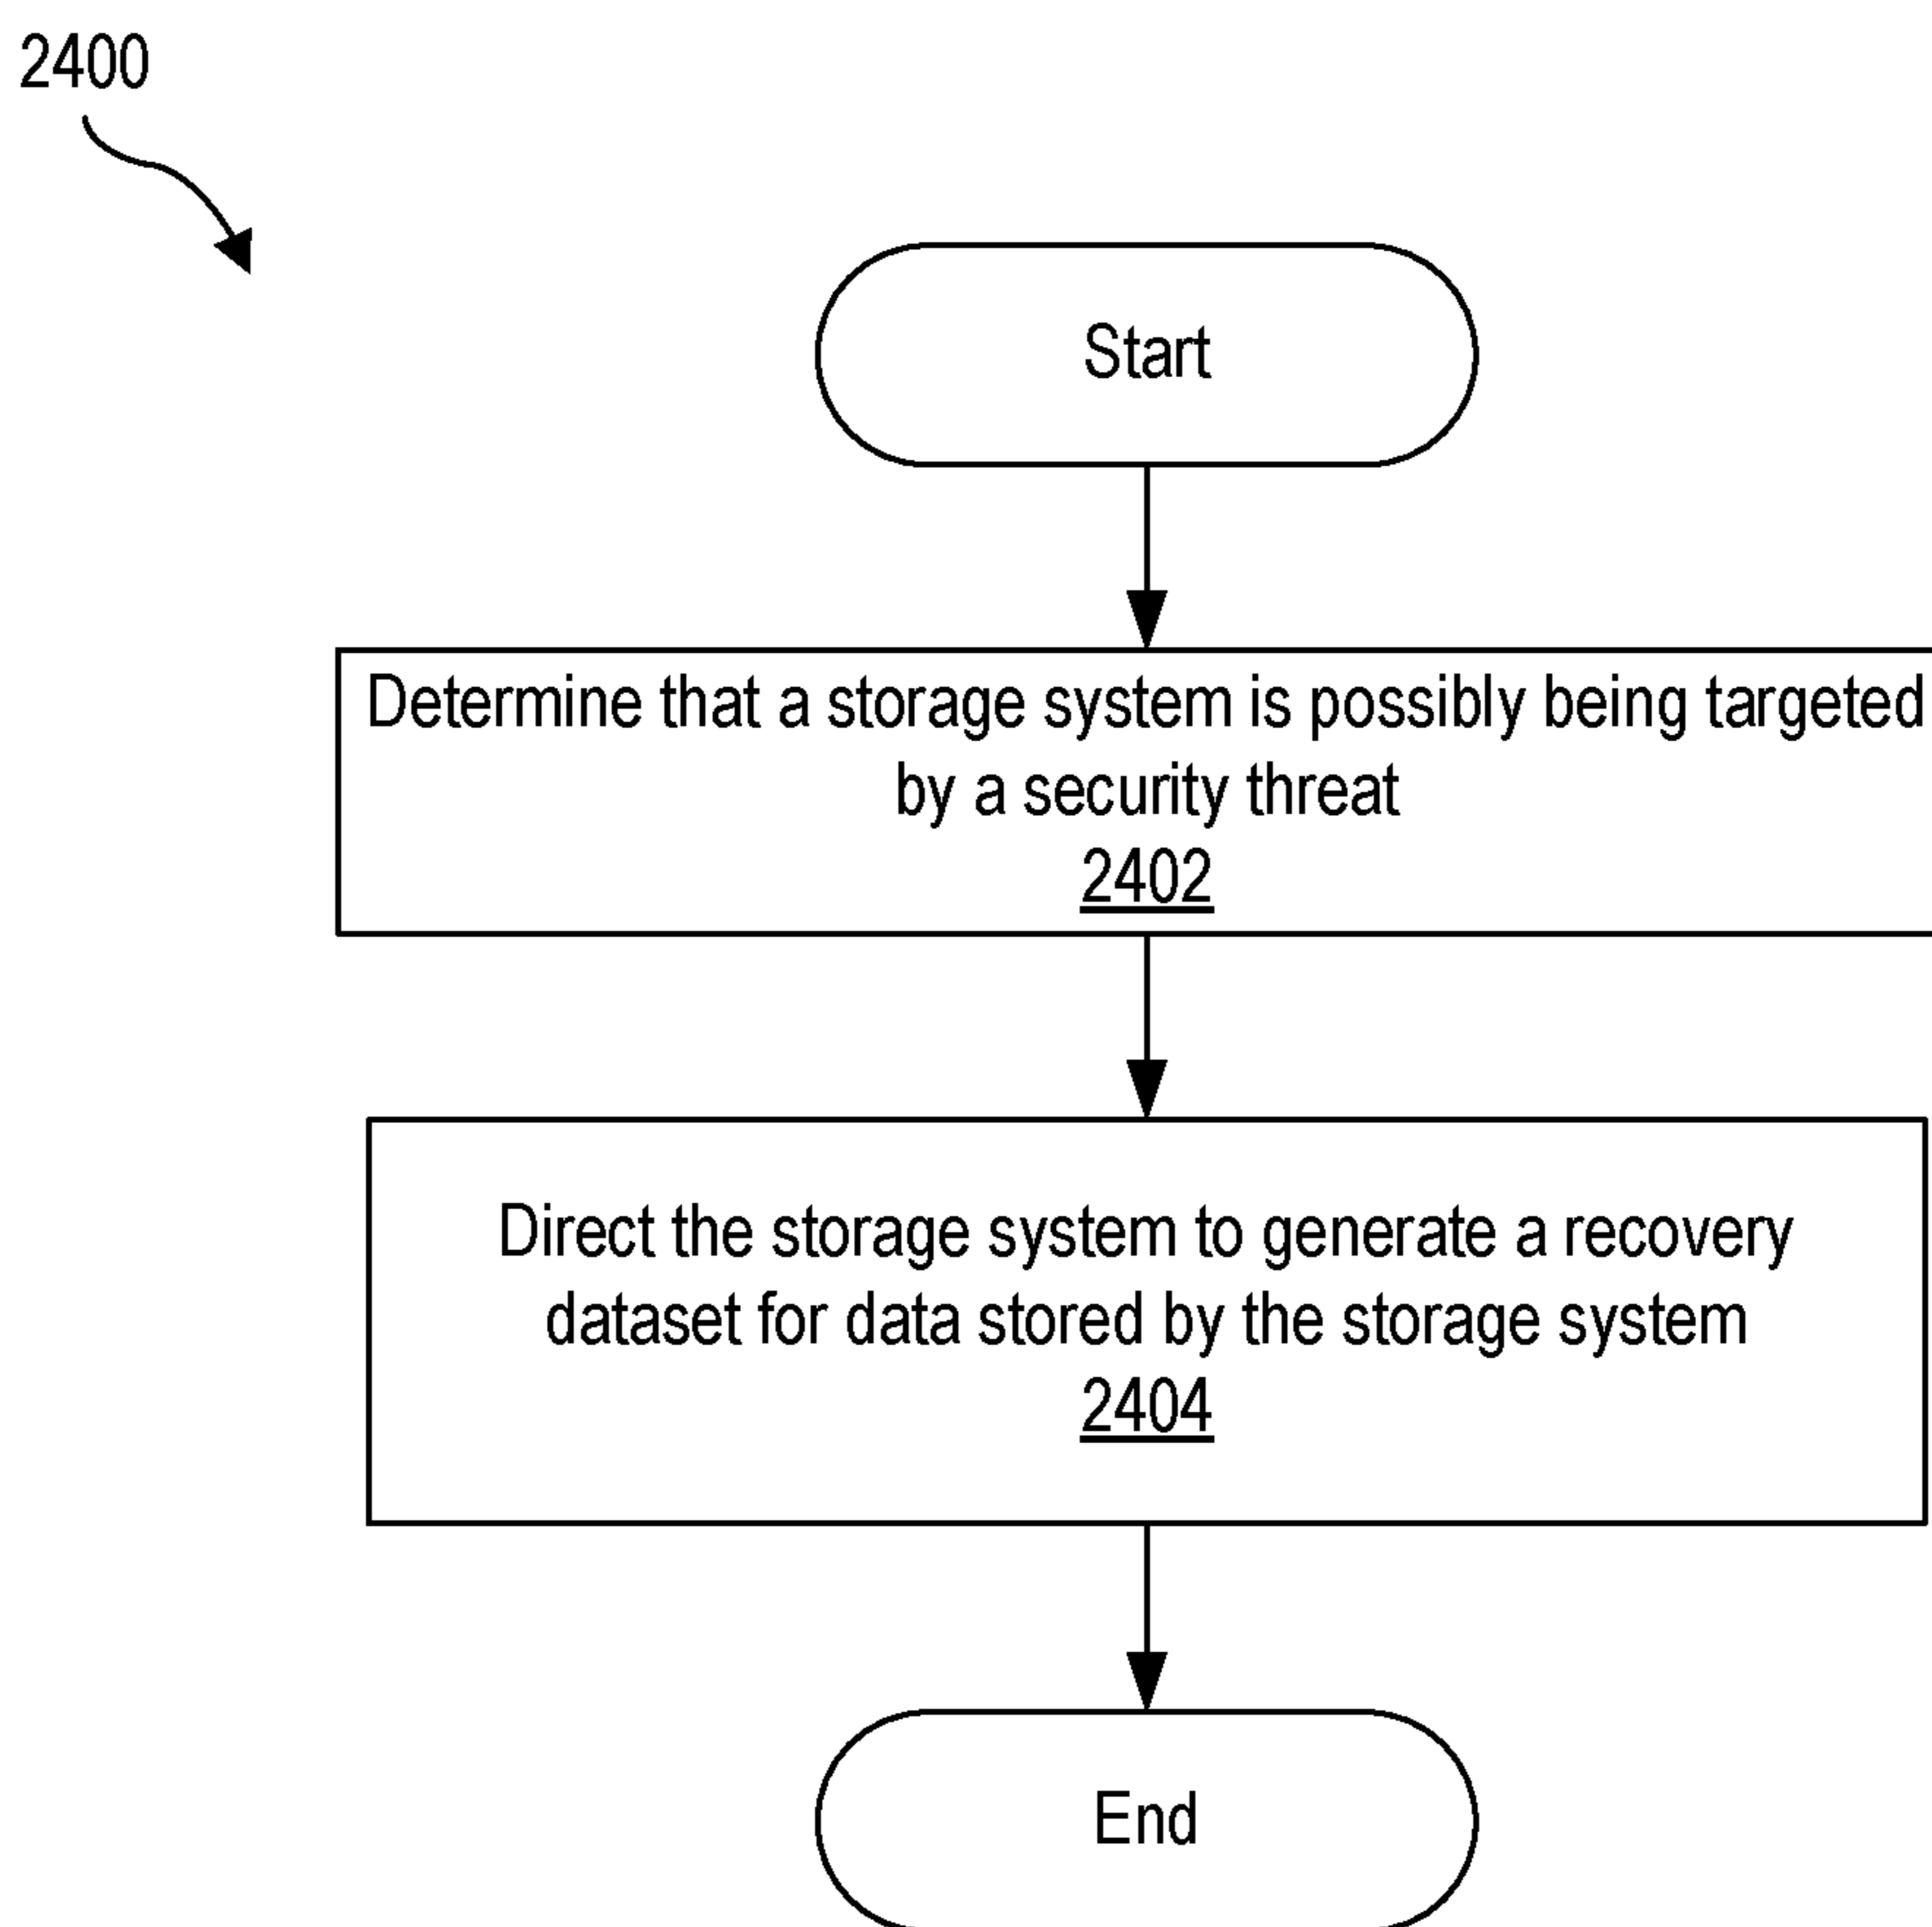 2400
Start
Determine that a storage system is possibly being targeted
by a security threat
2402
Direct the storage system to generate a recovery
dataset for data stored by the storage system
2404
End